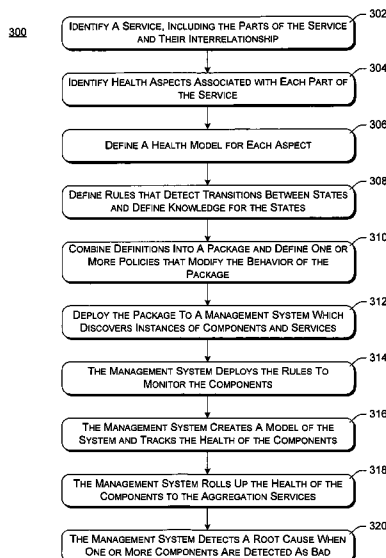 300
302
IDENTIFY A SERVICE, INCLUDING THE PARTS OF THE SERVICE
AND THEIR INTERRELATIONSHIP
304
IDENTIFY HEALTH ASPECTS ASSOCIATED WITH EACH PART OF
THE SERVICE
306
DEFINE A HEALTH MODEL FOR EACH ASPECT
308
DEFINE RULES THAT DETECT TRANSITIONS BETWEEN STATES
AND DEFINE KNOWLEDGE FOR THE STATES
310
COMBINE DEFINITIONS INTO A PACKAGE AND DEFINE ONE OR
MORE POLICIES THAT MODIFY THE BEHAVIOR OF THE
PACKAGE
312
DEPLOY THE PACKAGE TO A MANAGEMENT SYSTEM WHICH
DISCOVERS INSTANCES OF COMPONENTS AND SERVICES
314
THE MANAGEMENT SYSTEM DEPLOYS THE RULES TO
MONITOR THE COMPONENTS
316
THE MANAGEMENT SYSTEM CREATES A MODEL OF THE
SYSTEM AND TRACKS THE HEALTH OF THE COMPONENTS
318
THE MANAGEMENT SYSTEM ROLLS UP THE HEALTH OF THE
COMPONENTS TO THE AGGREGATION SERVICES
320
THE MANAGEMENT SYSTEM DETECTS A ROOT CAUSE WHEN
ONE OR MORE COMPONENTS ARE DETECTED AS BAD